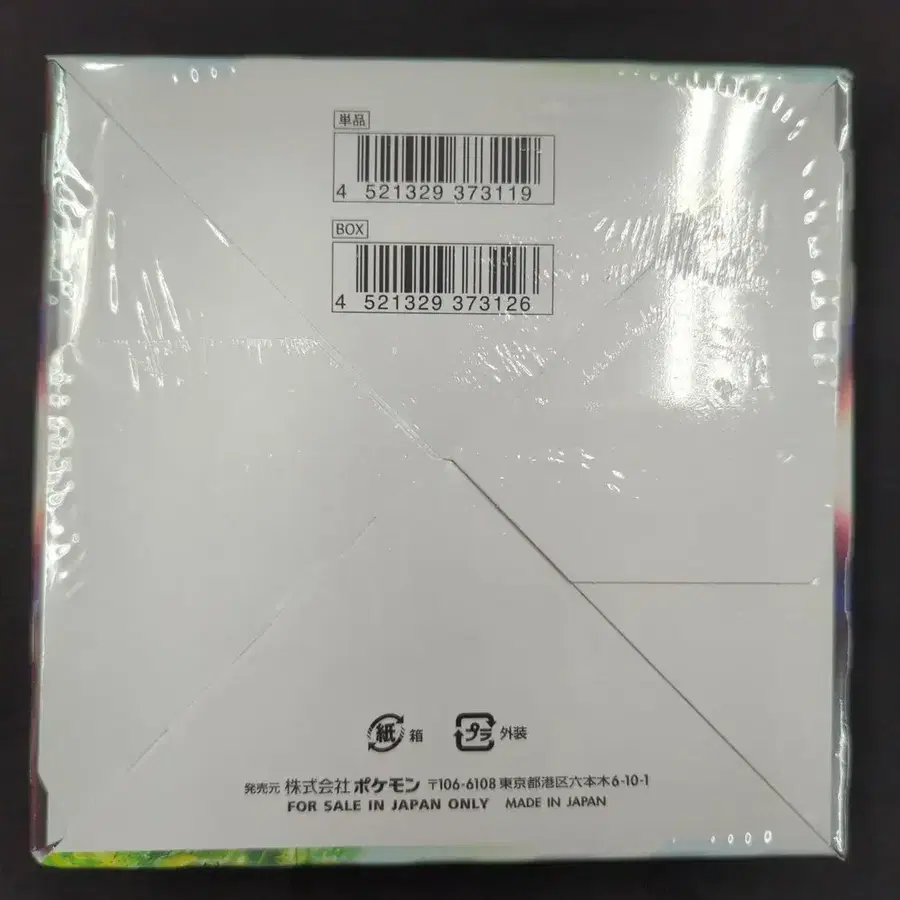 単品
4 521329 373119
BOX
4 521329 373126
紙 箱 プラ 外装
発売元 株式会社 ポケモン 〒106-6108 東京都港区六本木6-10-1
FOR SALE IN JAPAN ONLY MADE IN JAPAN